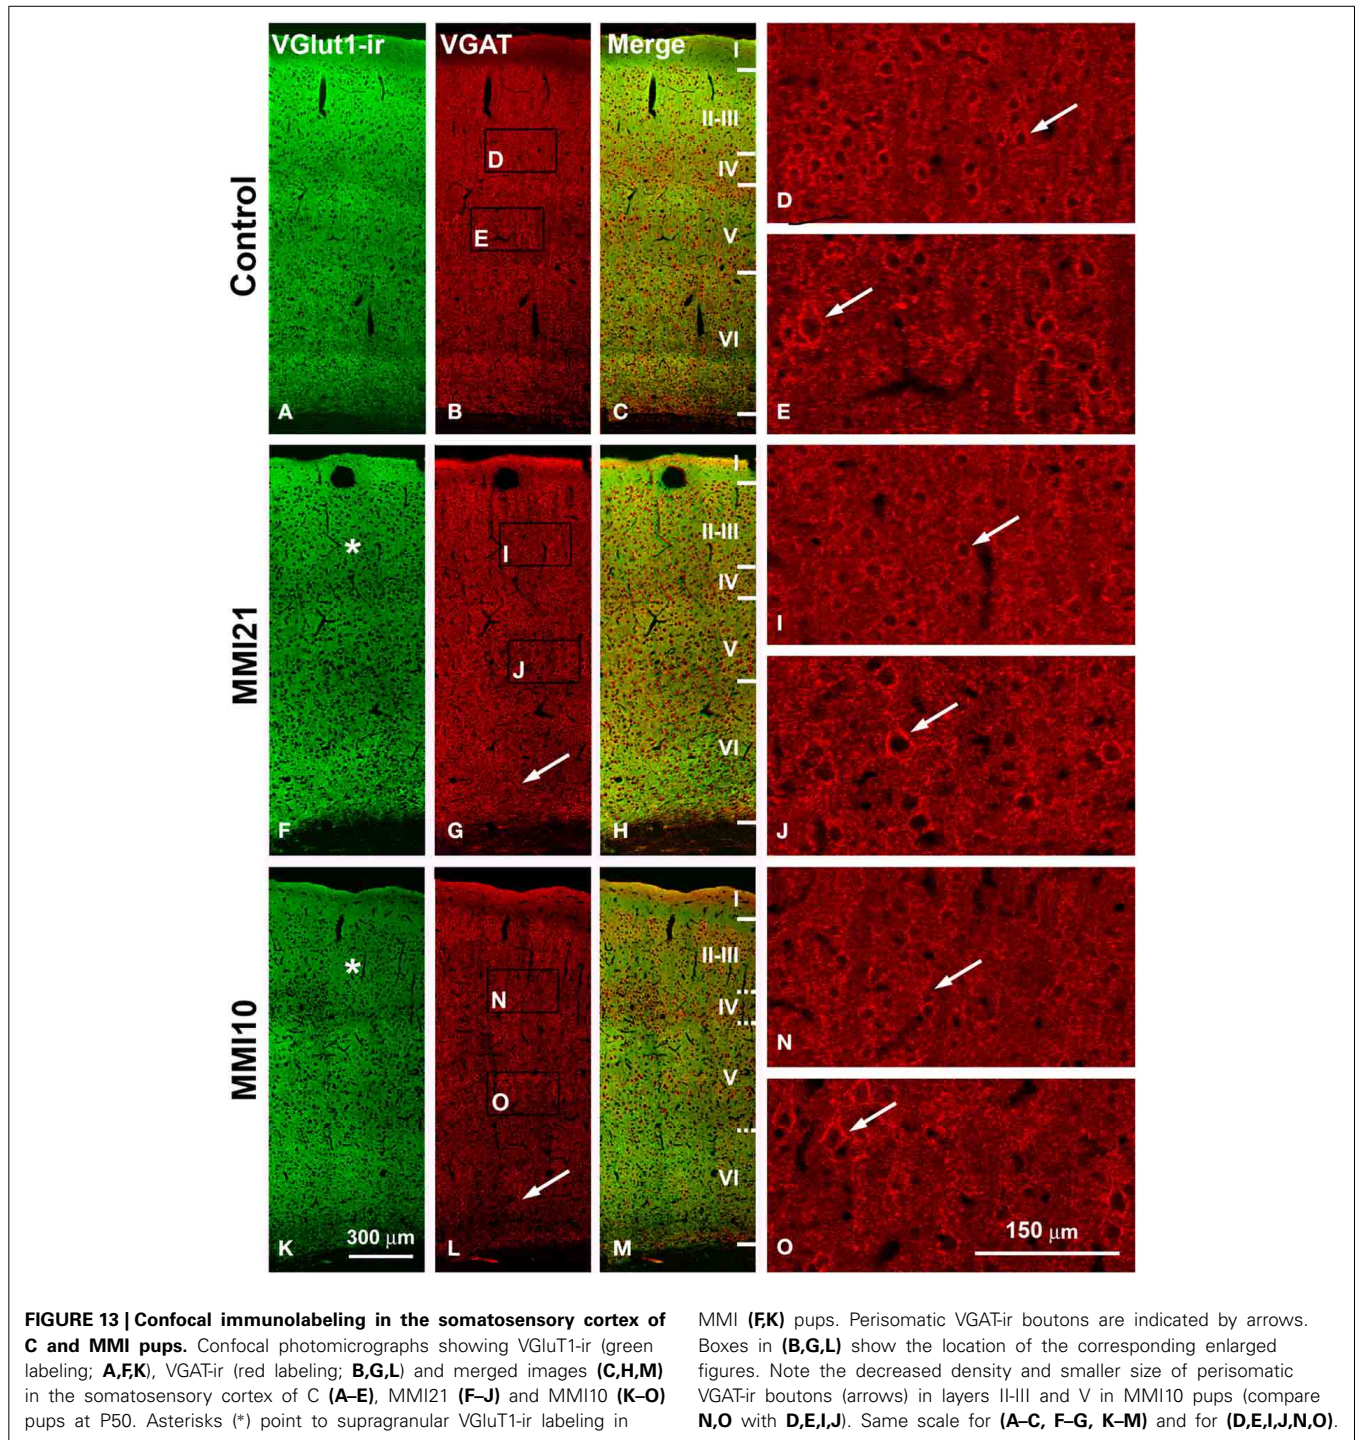 VGlut1-ir VGAT Merge
I
II-III
IV
V
VI
D
E
A B C
D
E
Control
I
II-III
IV
V
VI
*
I
J
F G H
I
J
MMI21
I
II-III
IV
V
VI
*
N
O
300 μm
K L M
N
150 μm
O
MMI10
FIGURE 13 | Confocal immunolabeling in the somatosensory cortex of
C and MMI pups. Confocal photomicrographs showing VGluT1-ir (green
labeling; A,F,K), VGAT-ir (red labeling; B,G,L) and merged images (C,H,M)
in the somatosensory cortex of C (A–E), MMI21 (F–J) and MMI10 (K–O)
pups at P50. Asterisks (*) point to supragranular VGluT1-ir labeling in
MMI (F,K) pups. Perisomatic VGAT-ir boutons are indicated by arrows.
Boxes in (B,G,L) show the location of the corresponding enlarged
figures. Note the decreased density and smaller size of perisomatic
VGAT-ir boutons (arrows) in layers II-III and V in MMI10 pups (compare
N,O with D,E,I,J). Same scale for (A–C, F–G, K–M) and for (D,E,I,J,N,O).